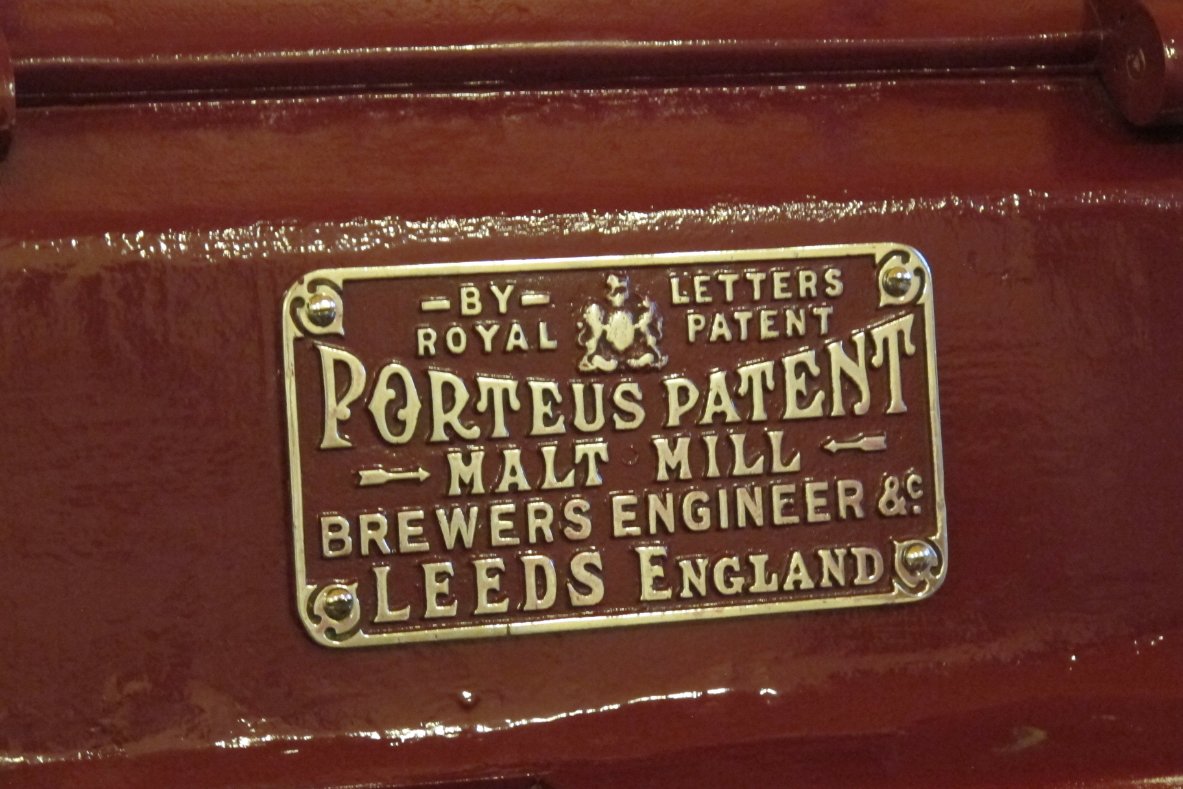 -BY- LETTERS
ROYAL PATENT
PORTEUS PATENT
MALT MILL
BREWERS ENGINEER &c.
LEEDS ENGLAND